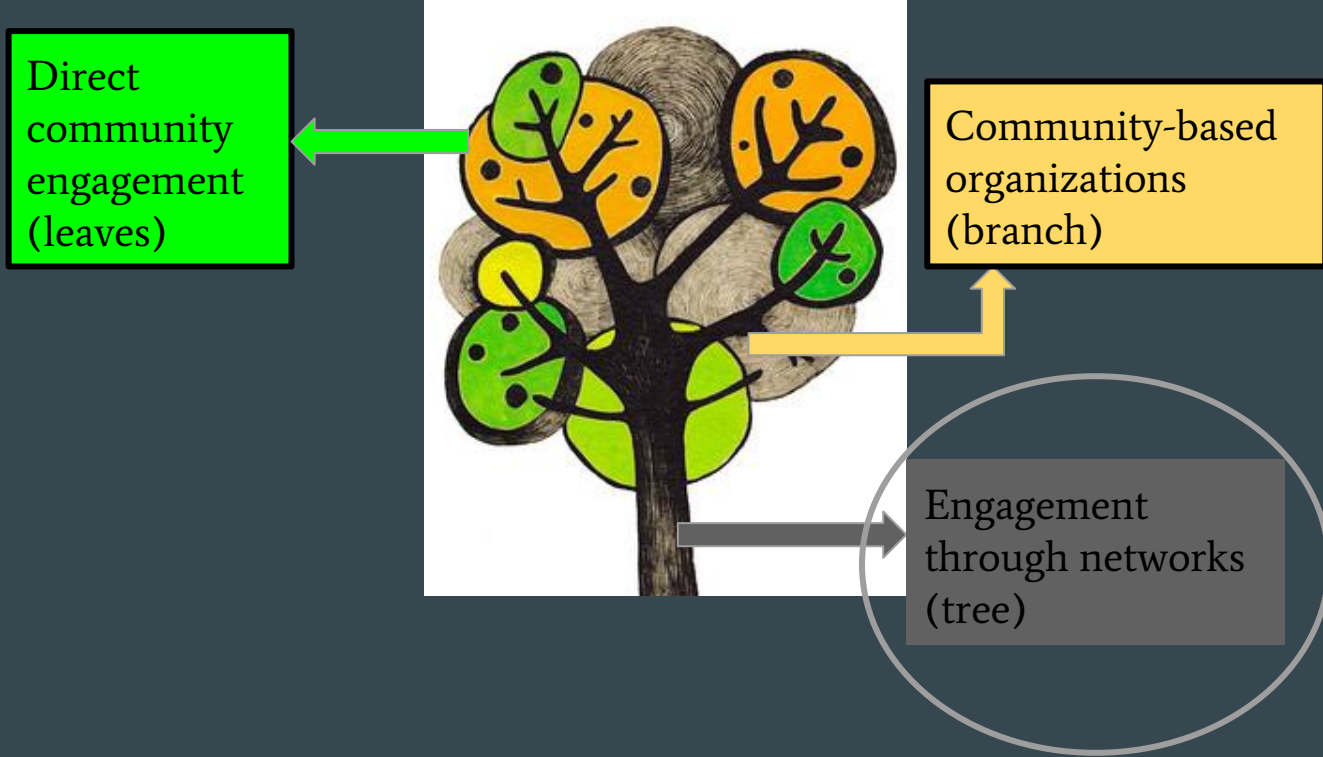 Direct
community
engagement
(leaves)
Community-based
organizations
(branch)
Engagement
through networks
(tree)